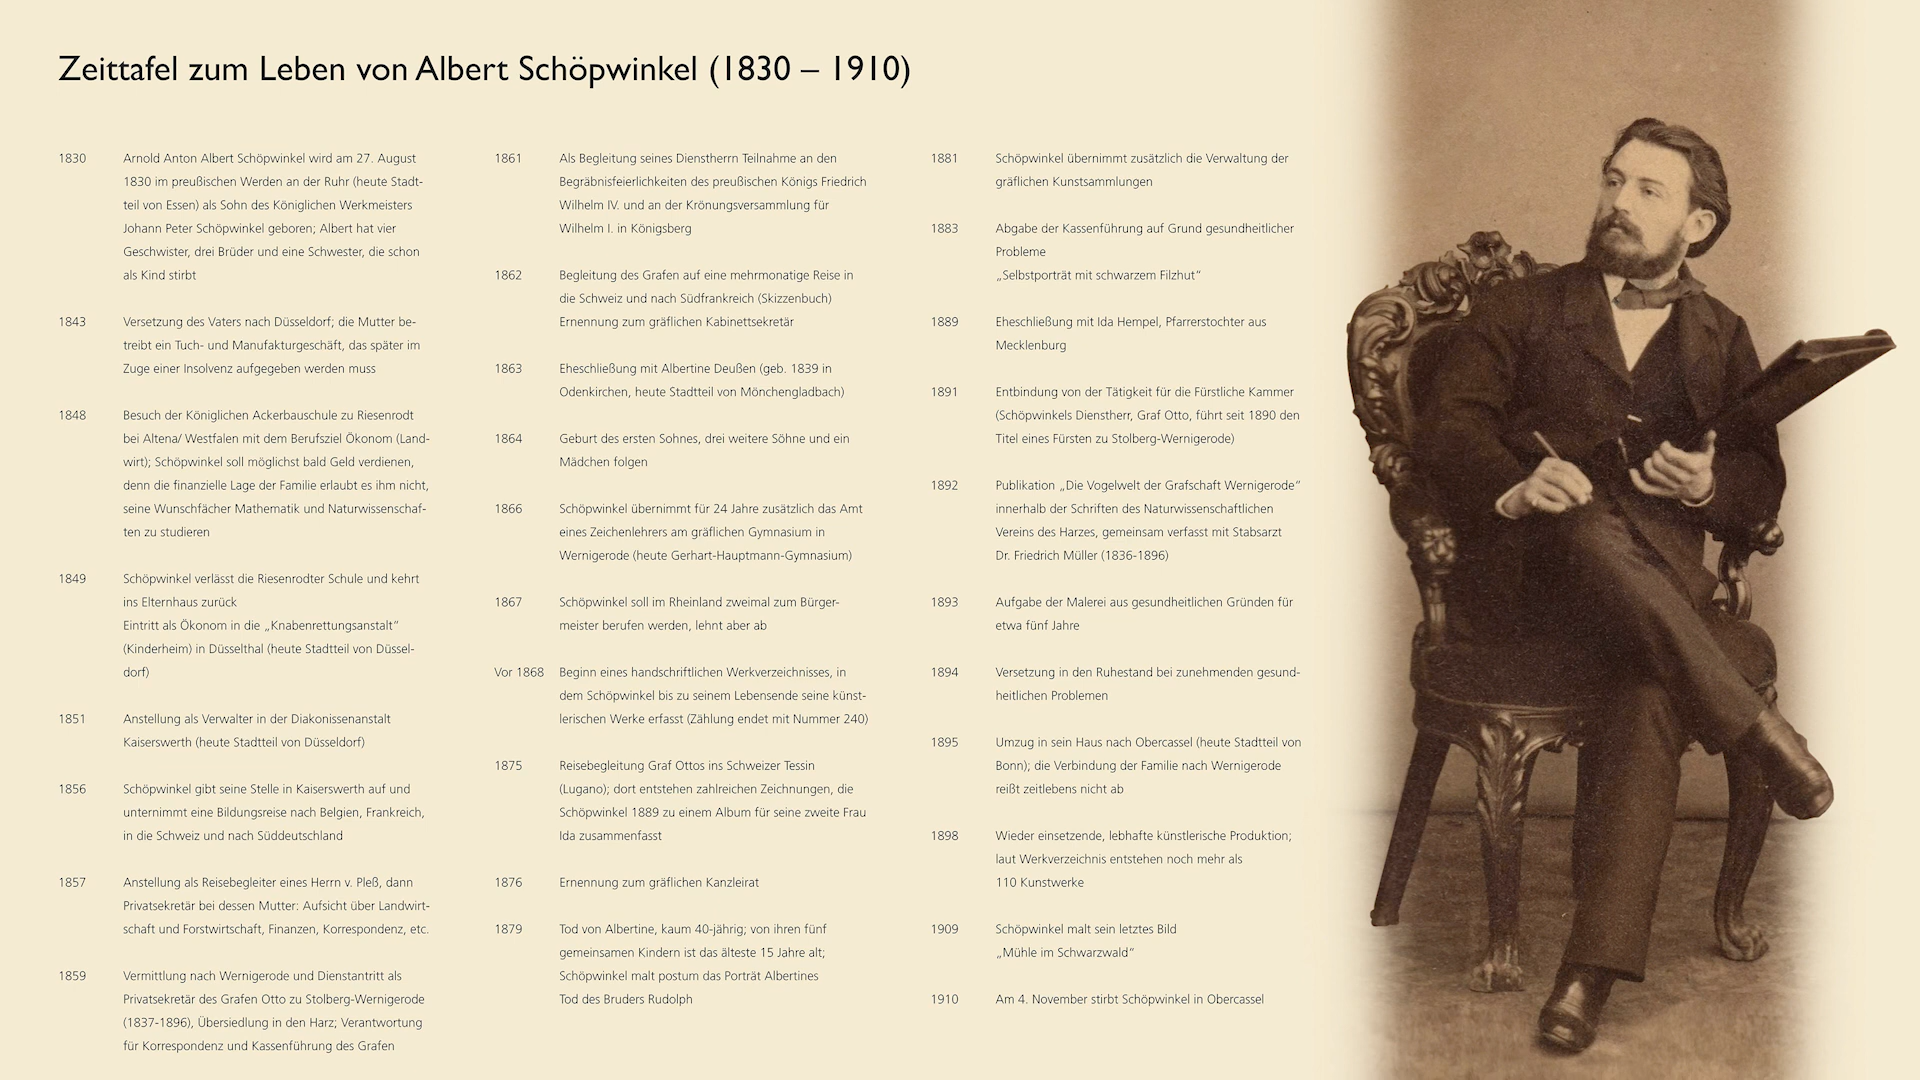 Zeittafel zum Leben von Albert Schöpwinkel (1830 – 1910)
1830 Arnold Anton Albert Schöpwinkel wird am 27. August
1830 im preußischen Werden an der Ruhr (heute Stadt-
teil von Essen) als Sohn des Königlichen Werkmeisters
Johann Peter Schöpwinkel geboren; Albert hat vier
Geschwister, drei Brüder und eine Schwester, die schon
als Kind stirbt
1843 Versetzung des Vaters nach Düsseldorf; die Mutter be-
treibt ein Tuch- und Manufakturgeschäft, das später im
Zuge einer Insolvenz aufgegeben werden muss
1848 Besuch der Königlichen Ackerbauschule zu Riesenrodt
bei Altena/ Westfalen mit dem Berufsziel Ökonom (Land-
wirt); Schöpwinkel soll möglichst bald Geld verdienen,
denn die finanzielle Lage der Familie erlaubt es ihm nicht,
seine Wunschfächer Mathematik und Naturwissenschaf-
ten zu studieren
1849 Schöpwinkel verlässt die Riesenrodter Schule und kehrt
ins Elternhaus zurück
Eintritt als Ökonom in die „Knabenrettungsanstalt“
(Kinderheim) in Düsselthal (heute Stadtteil von Düssel-
dorf)
1851 Anstellung als Verwalter in der Diakonissenanstalt
Kaiserswerth (heute Stadtteil von Düsseldorf)
1856 Schöpwinkel gibt seine Stelle in Kaiserswerth auf und
unternimmt eine Bildungsreise nach Belgien, Frankreich,
in die Schweiz und nach Süddeutschland
1857 Anstellung als Reisebegleiter eines Herrn v. Pleß, dann
Privatsekretär bei dessen Mutter: Aufsicht über Landwirt-
schaft und Forstwirtschaft, Finanzen, Korrespondenz, etc.
1859 Vermittlung nach Wernigerode und Dienstantritt als
Privatsekretär des Grafen Otto zu Stolberg-Wernigerode
(1837-1896), Übersiedlung in den Harz; Verantwortung
für Korrespondenz und Kassenführung des Grafen
1861 Als Begleitung seines Dienstherrn Teilnahme an den
Begräbnisfeierlichkeiten des preußischen Königs Friedrich
Wilhelm IV. und an der Krönungsversammlung für
Wilhelm I. in Königsberg
1862 Begleitung des Grafen auf eine mehrmonatige Reise in
die Schweiz und nach Südfrankreich (Skizzenbuch)
Ernennung zum gräflichen Kabinettsekretär
1863 Eheschließung mit Albertine Deußen (geb. 1839 in
Odenkirchen, heute Stadtteil von Mönchengladbach)
1864 Geburt des ersten Sohnes, drei weitere Söhne und ein
Mädchen folgen
1866 Schöpwinkel übernimmt für 24 Jahre zusätzlich das Amt
eines Zeichenlehrers am gräflichen Gymnasium in
Wernigerode (heute Gerhart-Hauptmann-Gymnasium)
1867 Schöpwinkel soll im Rheinland zweimal zum Bürger-
meister berufen werden, lehnt aber ab
Vor 1868 Beginn eines handschriftlichen Werkverzeichnisses, in
dem Schöpwinkel bis zu seinem Lebensende seine künst-
lerischen Werke erfasst (Zählung endet mit Nummer 240)
1875 Reisebegleitung Graf Ottos ins Schweizer Tessin
(Lugano); dort entstehen zahlreichen Zeichnungen, die
Schöpwinkel 1889 zu einem Album für seine zweite Frau
Ida zusammenfasst
1876 Ernennung zum gräflichen Kanzleirat
1879 Tod von Albertine, kaum 40-jährig; von ihren fünf
gemeinsamen Kindern ist das älteste 15 Jahre alt;
Schöpwinkel malt postum das Porträt Albertines
Tod des Bruders Rudolph
1881 Schöpwinkel übernimmt zusätzlich die Verwaltung der
gräflichen Kunstsammlungen
1883 Abgabe der Kassenführung auf Grund gesundheitlicher
Probleme
„Selbstporträt mit schwarzem Filzhut“
1889 Eheschließung mit Ida Hempel, Pfarrerstochter aus
Mecklenburg
1891 Entbindung von der Tätigkeit für die Fürstliche Kammer
(Schöpwinkels Dienstherr, Graf Otto, führt seit 1890 den
Titel eines Fürsten zu Stolberg-Wernigerode)
1892 Publikation „Die Vogelwelt der Grafschaft Wernigerode“
innerhalb der Schriften des Naturwissenschaftlichen
Vereins des Harzes, gemeinsam verfasst mit Stabsarzt
Dr. Friedrich Müller (1836-1896)
1893 Aufgabe der Malerei aus gesundheitlichen Gründen für
etwa fünf Jahre
1894 Versetzung in den Ruhestand bei zunehmenden gesund-
heitlichen Problemen
1895 Umzug in sein Haus nach Obercassel (heute Stadtteil von
Bonn); die Verbindung der Familie nach Wernigerode
reißt zeitlebens nicht ab
1898 Wieder einsetzende, lebhafte künstlerische Produktion;
laut Werkverzeichnis entstehen noch mehr als
110 Kunstwerke
1909 Schöpwinkel malt sein letztes Bild
„Mühle im Schwarzwald“
1910 Am 4. November stirbt Schöpwinkel in Obercassel